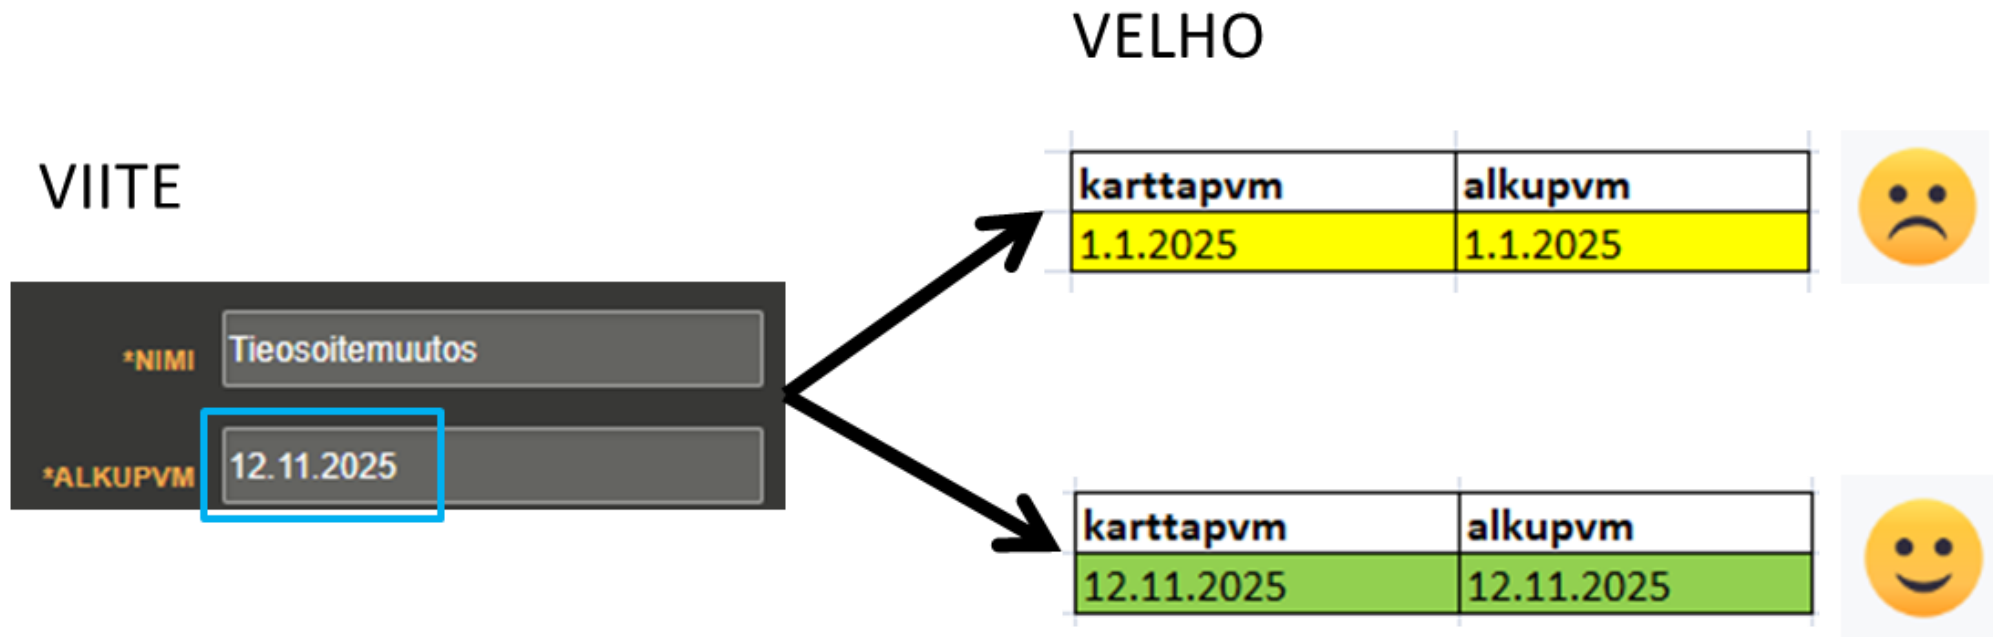 VELHO
VIITE
karttapvm alkupvm
1.1.2025 1.1.2025
*NIMI Tieosoitemuutos
*ALKUPVM 12.11.2025
karttapvm alkupvm
12.11.2025 12.11.2025